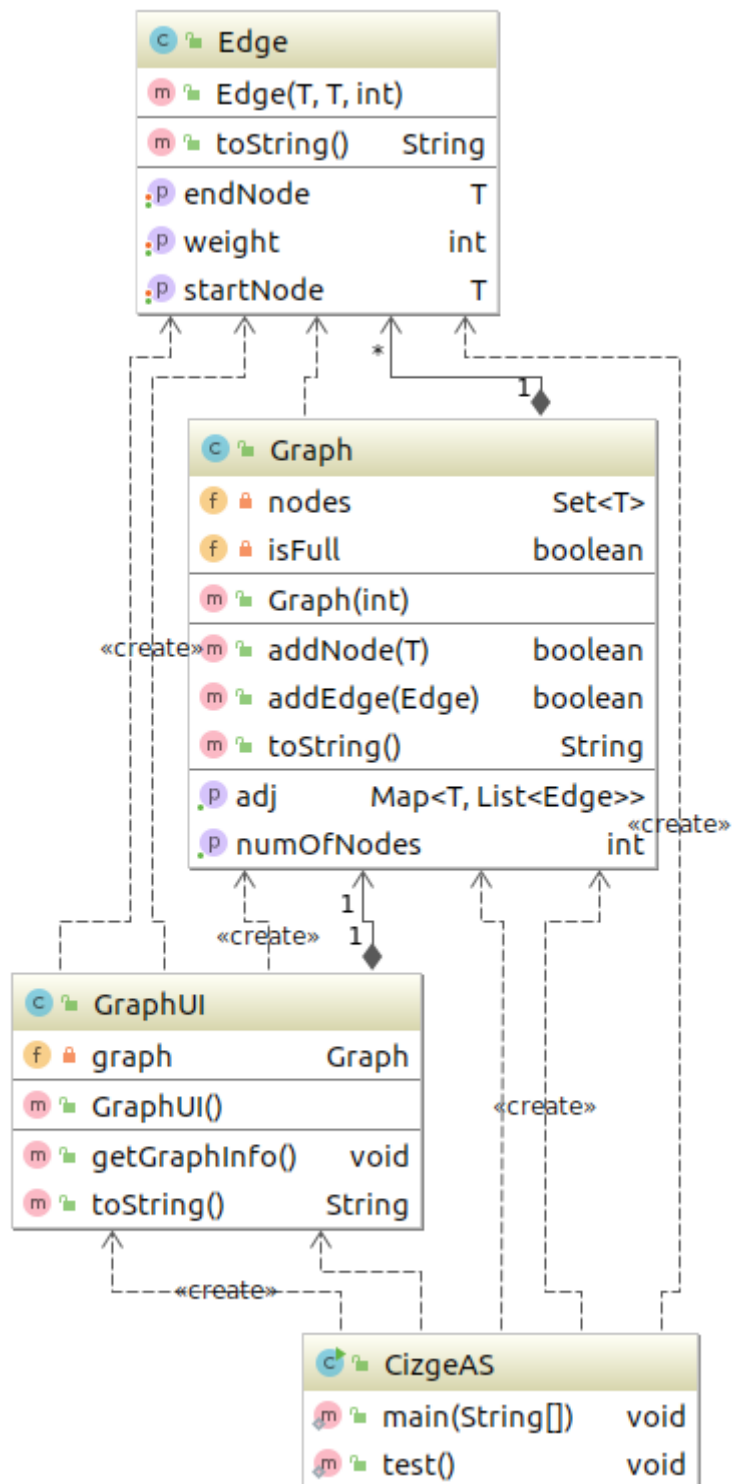 Edge
Edge(T, T, int)
toString() String
endNode T
weight int
startNode T
*
1
Graph
nodes Set<T>
isFull boolean
Graph(int)
«create»
addNode(T) boolean
addEdge(Edge) boolean
toString() String
adj Map<T, List<Edge>>
«create»
numOfNodes int
1
«create» 1
GraphUI
graph Graph
GraphUI()
«create»
getGraphInfo() void
toString() String
«create»
CizgeAS
main(String[]) void
test() void